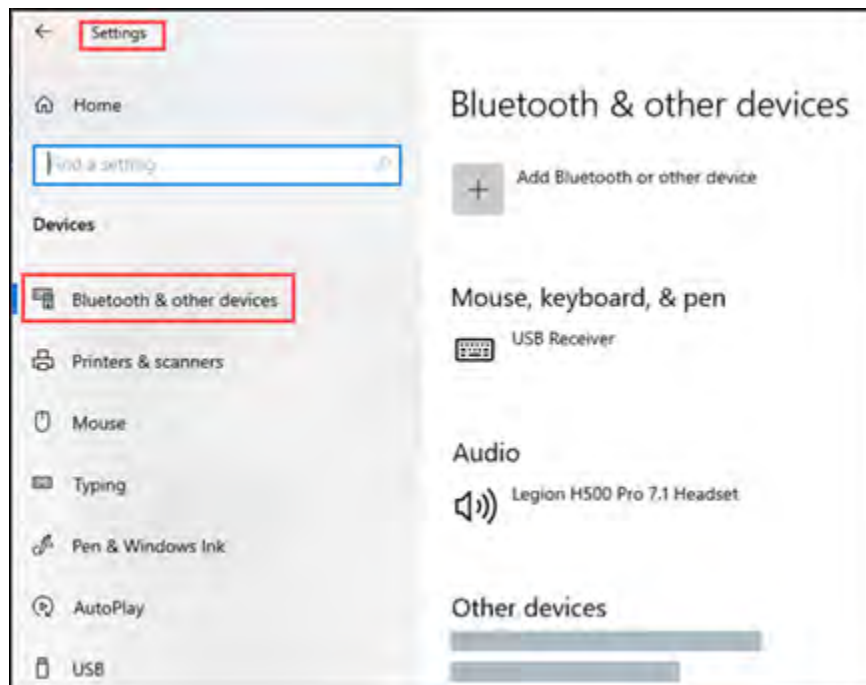 Settings
Home
Find a setting
Devices
Bluetooth & other devices
Printers & scanners
Mouse
Typing
Pen & Windows Ink
AutoPlay
USB
Bluetooth & other devices
Add Bluetooth or other device
Mouse, keyboard, & pen
USB Receiver
Audio
Legion H500 Pro 7.1 Headset
Other devices